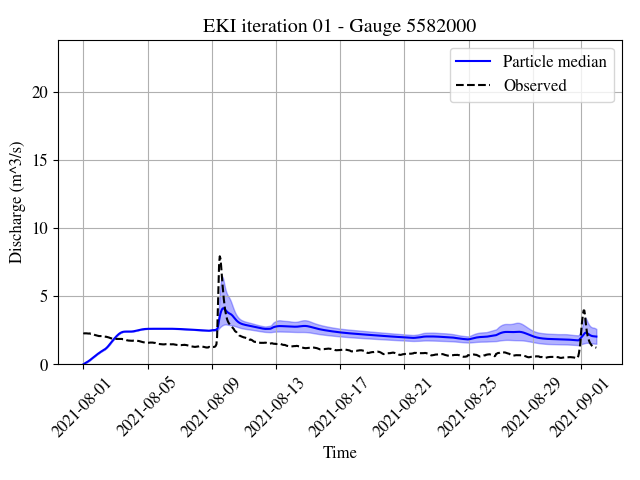 EKI iteration 01 - Gauge 5582000
Particle median
Observed
Discharge (m^3/s)
20
15
10
5
0
2021-08-01
2021-08-05
2021-08-09
2021-08-13
2021-08-17
2021-08-21
2021-08-25
2021-08-29
2021-09-01
Time